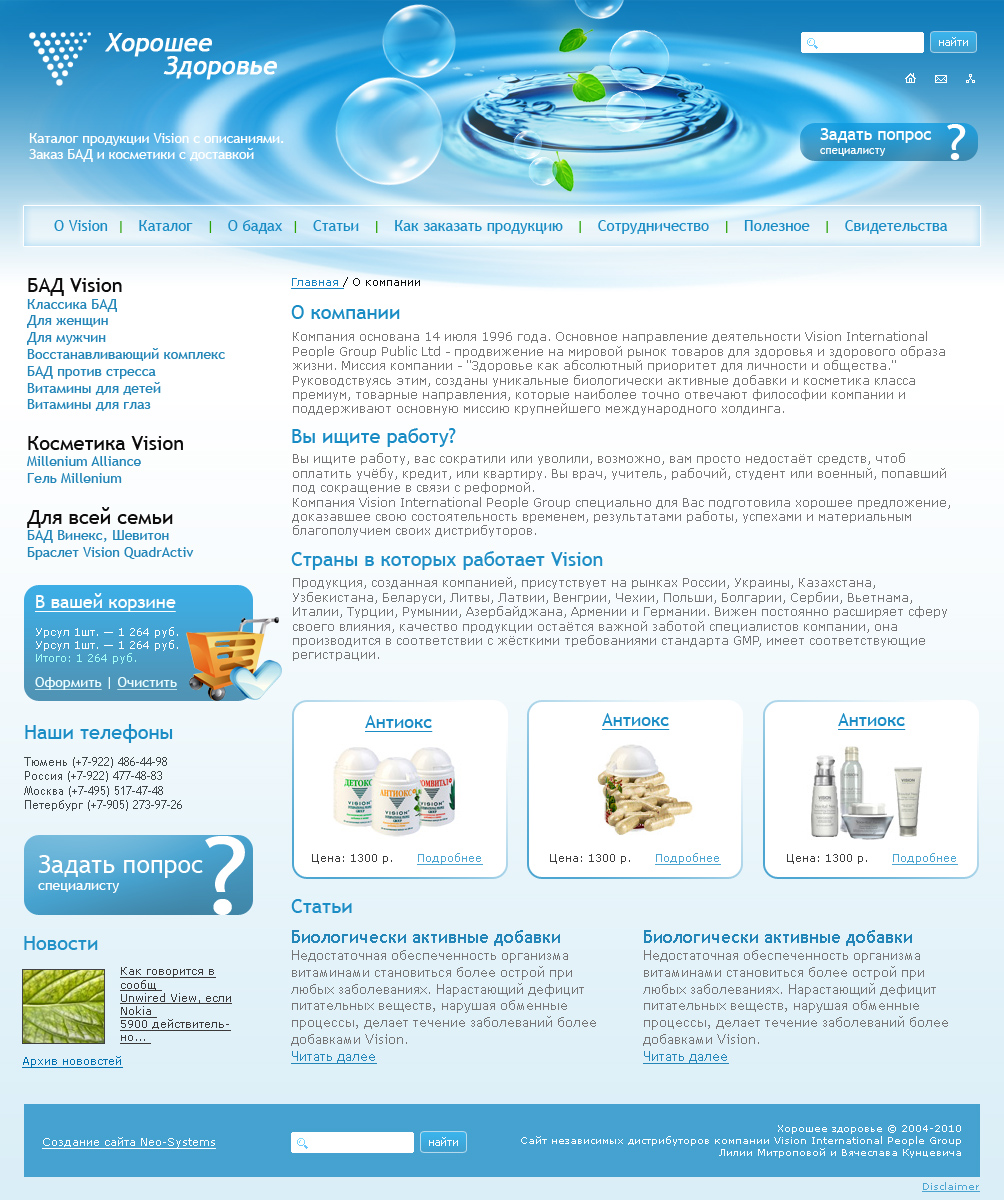 Хорошее
Здоровье
найти
Каталог продукции Vision с описаниями.
Заказ БАД и косметики с доставкой
Задать попрос
специалисту
?
О Vision | Каталог | О бадах | Статьи | Как заказать продукцию | Сотрудничество | Полезное | Свидетельства
БАД Vision
Классика БАД
Для женщин
Для мужчин
Восстанавливающий комплекс
БАД против стресса
Витамины для детей
Витамины для глаз
Косметика Vision
Millenium Alliance
Гель Millenium
Для всей семьи
БАД Винекс, Шевитон
Браслет Vision QuadrActiv
В вашей корзине
Урсул 1шт. — 1 264 руб.
Урсул 1шт. — 1 264 руб.
Итого: 1 264 руб.
Оформить | Очистить
Наши телефоны
Тюмень (+7-922) 486-44-98
Россия (+7-922) 477-48-83
Москва (+7-495) 517-47-48
Петербург (+7-905) 273-97-26
Задать попрос
специалисту
?
Новости
Как говорится в
сообщ
Unwired View, если
Nokia
5900 действитель-
но...
Архив нововстей
Главная / О компании
О компании
Компания основана 14 июля 1996 года. Основное направление деятельности Vision International
People Group Public Ltd - продвижение на мировой рынок товаров для здоровья и здорового образа
жизни. Миссия компании - "Здоровье как абсолютный приоритет для личности и общества."
Руководствуясь этим, созданы уникальные биологически активные добавки и косметика класса
премиум, товарные направления, которые наиболее точно отвечают философии компании и
поддерживают основную миссию крупнейшего международного холдинга.
Вы ищите работу?
Вы ищите работу, вас сократили или уволили, возможно, вам просто недостаёт средств, чтоб
оплатить учёбу, кредит, или квартиру. Вы врач, учитель, рабочий, студент или военный, попавший
под сокращение в связи с реформой.
Компания Vision International People Group специально для Вас подготовила хорошее предложение,
доказавшее свою состоятельность временем, результатами работы, успехами и материальным
благополучием своих дистрибуторов.
Страны в которых работает Vision
Продукция, созданная компанией, присутствует на рынках России, Украины, Казахстана,
Узбекистана, Беларуси, Литвы, Латвии, Венгрии, Чехии, Польши, Болгарии, Сербии, Вьетнама,
Италии, Турции, Румынии, Азербайджана, Армении и Германии. Вижен постоянно расширяет сферу
своего влияния, качество продукции остаётся важной заботой специалистов компании, она
производится в соответствии с жёсткими требованиями стандарта GMP, имеет соответствующие
регистрации.
Антиокс
ДЕТОКС
АНТИОКС
VISION
VISION
VISION
Цена: 1300 р. Подробнее
Антиокс
Цена: 1300 р. Подробнее
Антиокс
VISION
Цена: 1300 р. Подробнее
Статьи
Биологически активные добавки
Недостаточная обеспеченность организма
витаминами становиться более острой при
любых заболеваниях. Нарастающий дефицит
питательных веществ, нарушая обменные
процессы, делает течение заболеваний более
добавками Vision.
Читать далее
Биологически активные добавки
Недостаточная обеспеченность организма
витаминами становиться более острой при
любых заболеваниях. Нарастающий дефицит
питательных веществ, нарушая обменные
процессы, делает течение заболеваний более
добавками Vision.
Читать далее
Создание сайта Neo-Systems
найти
Хорошее здоровье © 2004-2010
Сайт независимых дистрибуторов компании Vision International People Group
Лилии Митроповой и Вячеслава Кунцевича
Disclaimer